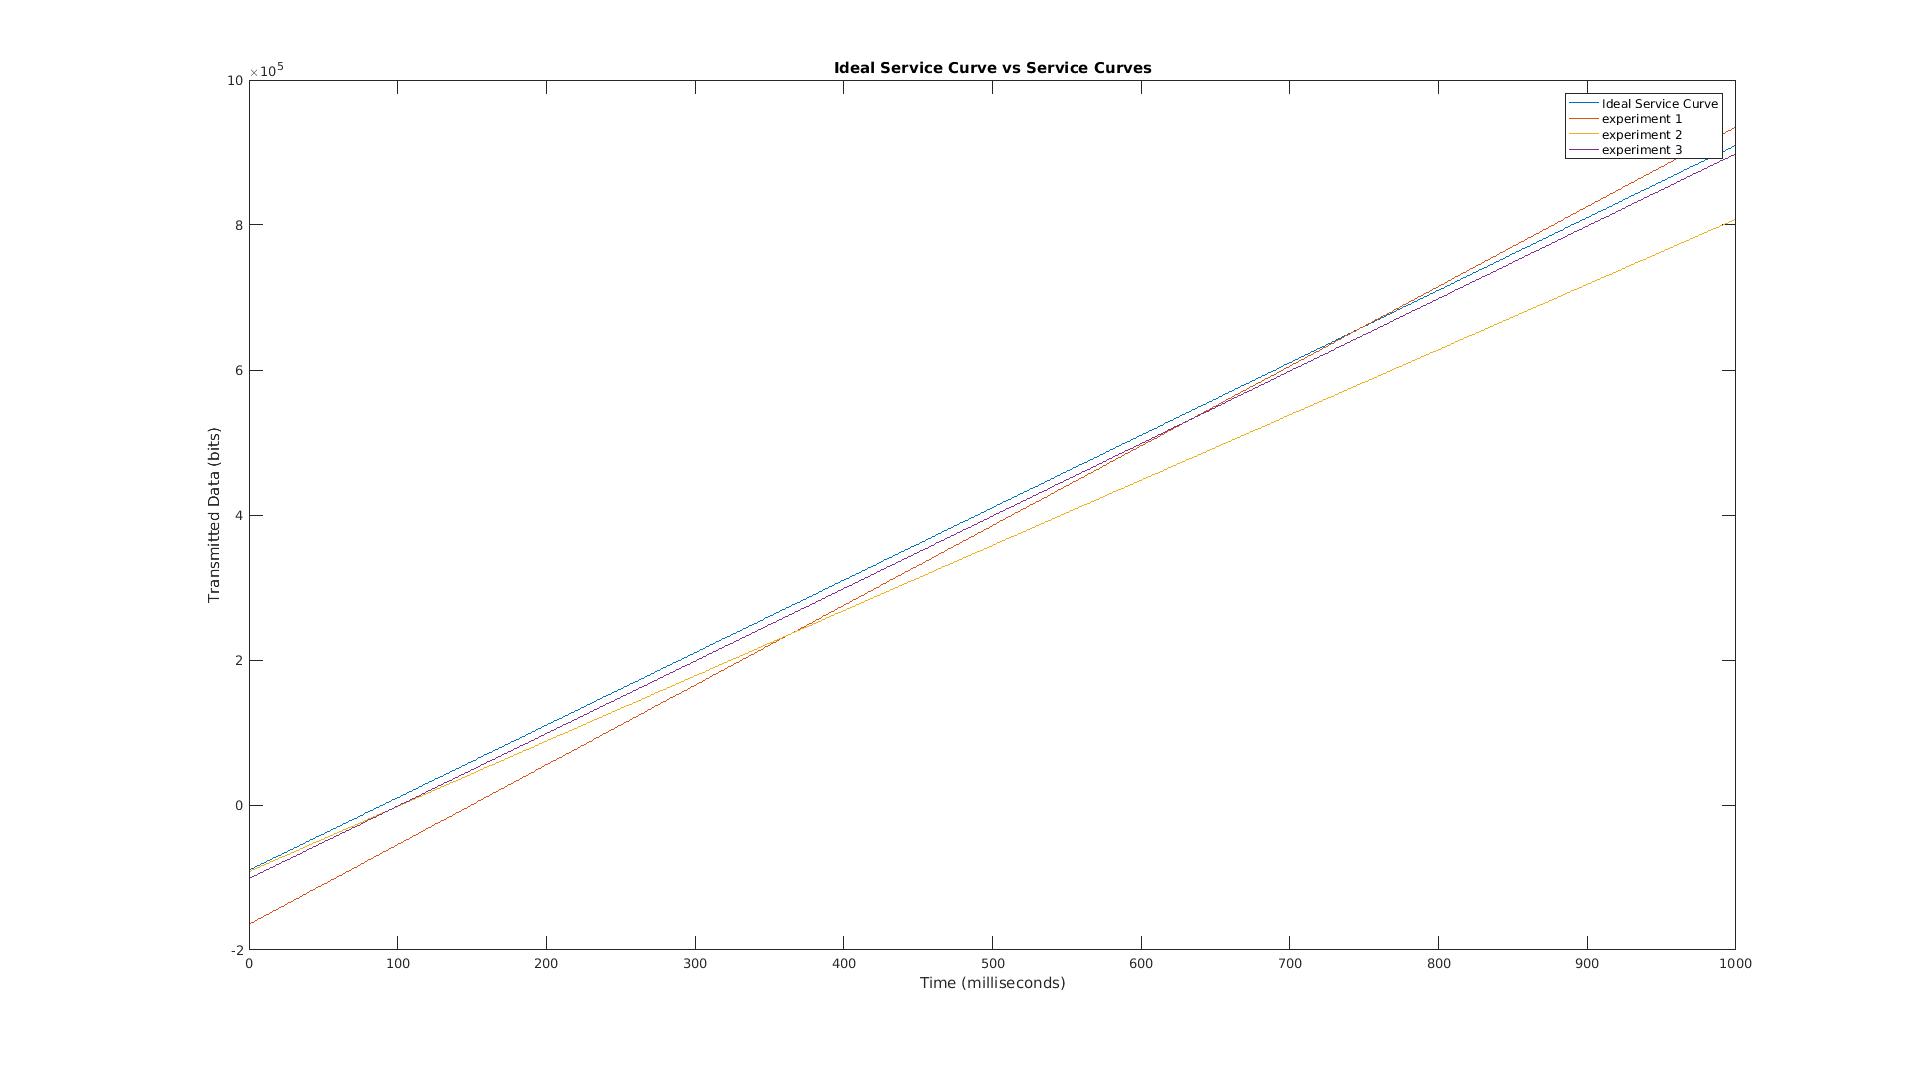 Ideal Service Curve vs Service Curves
×10^5
10
8
6
4
2
0
-2
Transmitted Data (bits)
Ideal Service Curve
experiment 1
experiment 2
experiment 3
0 100 200 300 400 500 600 700 800 900 1000
Time (milliseconds)